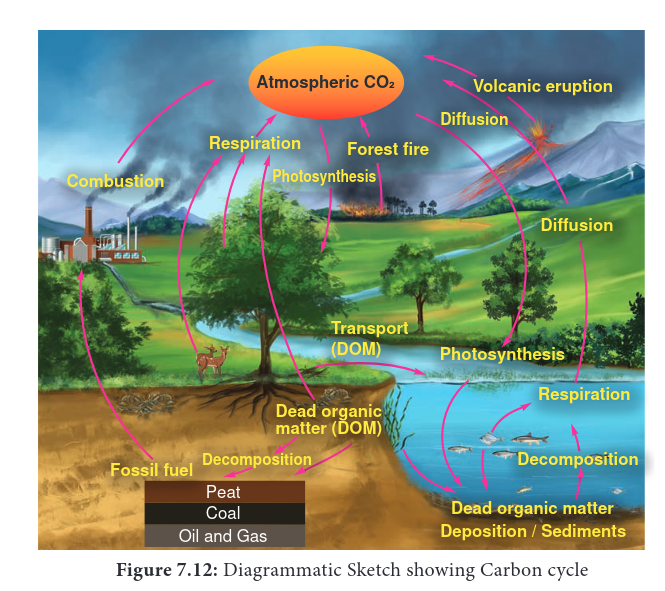 Atmospheric CO₂
Volcanic eruption
Diffusion
Respiration
Forest fire
Photosynthesis
Combustion
Diffusion
Transport
(DOM)
Photosynthesis
Respiration
Dead organic
matter (DOM)
Decomposition
Decomposition
Fossil fuel
Peat
Coal
Oil and Gas
Dead organic matter
Deposition / Sediments
Figure 7.12: Diagrammatic Sketch showing Carbon cycle